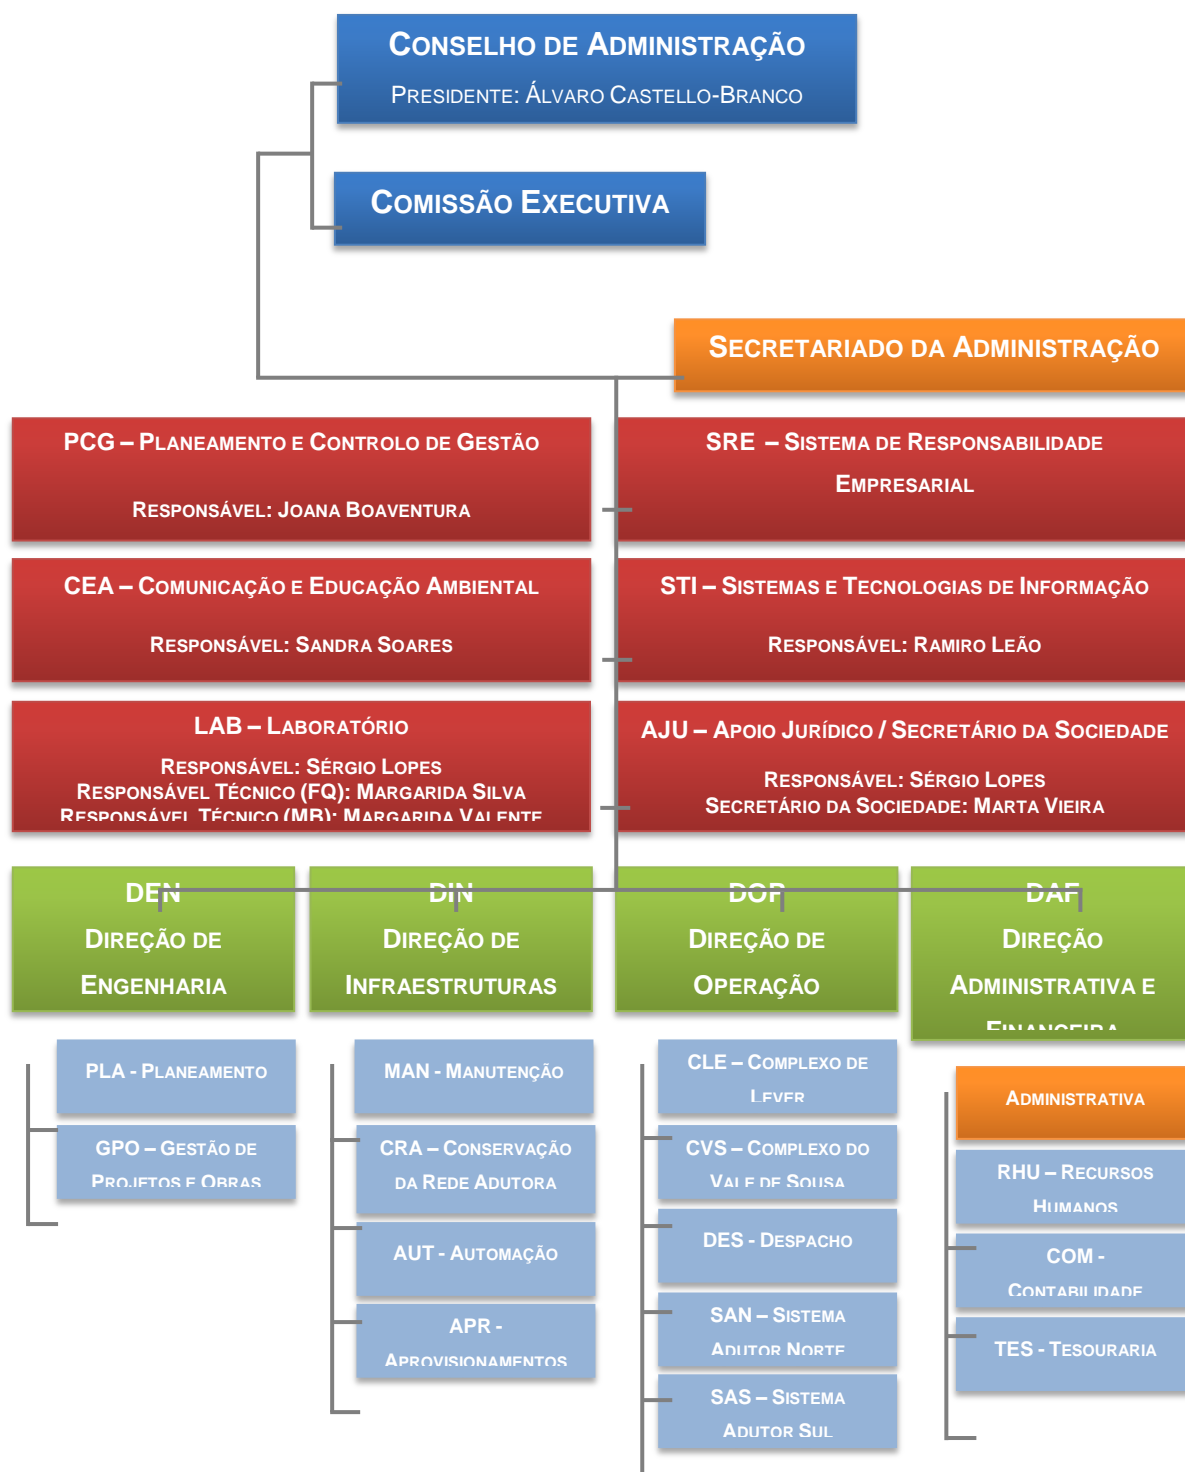 CONSELHO DE ADMINISTRAÇÃO
PRESIDENTE: ÁLVARO CASTELLO-BRANCO
COMISSÃO EXECUTIVA
SECRETARIADO DA ADMINISTRAÇÃO
PCG – PLANEAMENTO E CONTROLO DE GESTÃO
RESPONSÁVEL: JOANA BOAVENTURA
SRE – SISTEMA DE RESPONSABILIDADE
EMPRESARIAL
CEA – COMUNICAÇÃO E EDUCAÇÃO AMBIENTAL
RESPONSÁVEL: SANDRA SOARES
STI – SISTEMAS E TECNOLOGIAS DE INFORMAÇÃO
RESPONSÁVEL: RAMIRO LEÃO
LAB – LABORATÓRIO
RESPONSÁVEL: SÉRGIO LOPES
RESPONSÁVEL TÉCNICO (FQ): MARGARIDA SILVA
RESPONSÁVEL TÉCNICO (MB): MARGARIDA VALENTE
AJU – APOIO JURÍDICO / SECRETÁRIO DA SOCIEDADE
RESPONSÁVEL: SÉRGIO LOPES
SECRETÁRIO DA SOCIEDADE: MARTA VIEIRA
DEN
DIREÇÃO DE
ENGENHARIA
DIN
DIREÇÃO DE
INFRAESTRUTURAS
DOP
DIREÇÃO DE
OPERAÇÃO
DAF
DIREÇÃO
ADMINISTRATIVA E
FINANCEIRA
PLA - PLANEAMENTO
GPO – GESTÃO DE
PROJETOS E OBRAS
MAN - MANUTENÇÃO
CRA – CONSERVAÇÃO
DA REDE ADUTORA
AUT - AUTOMAÇÃO
APR -
APROVISIONAMENTOS
CLE – COMPLEXO DE
LEVER
CVS – COMPLEXO DO
VALE DE SOUSA
DES - DESPACHO
SAN – SISTEMA
ADUTOR NORTE
SAS – SISTEMA
ADUTOR SUL
ADMINISTRATIVA
RHU – RECURSOS
HUMANOS
COM -
CONTABILIDADE
TES - TESOURARIA